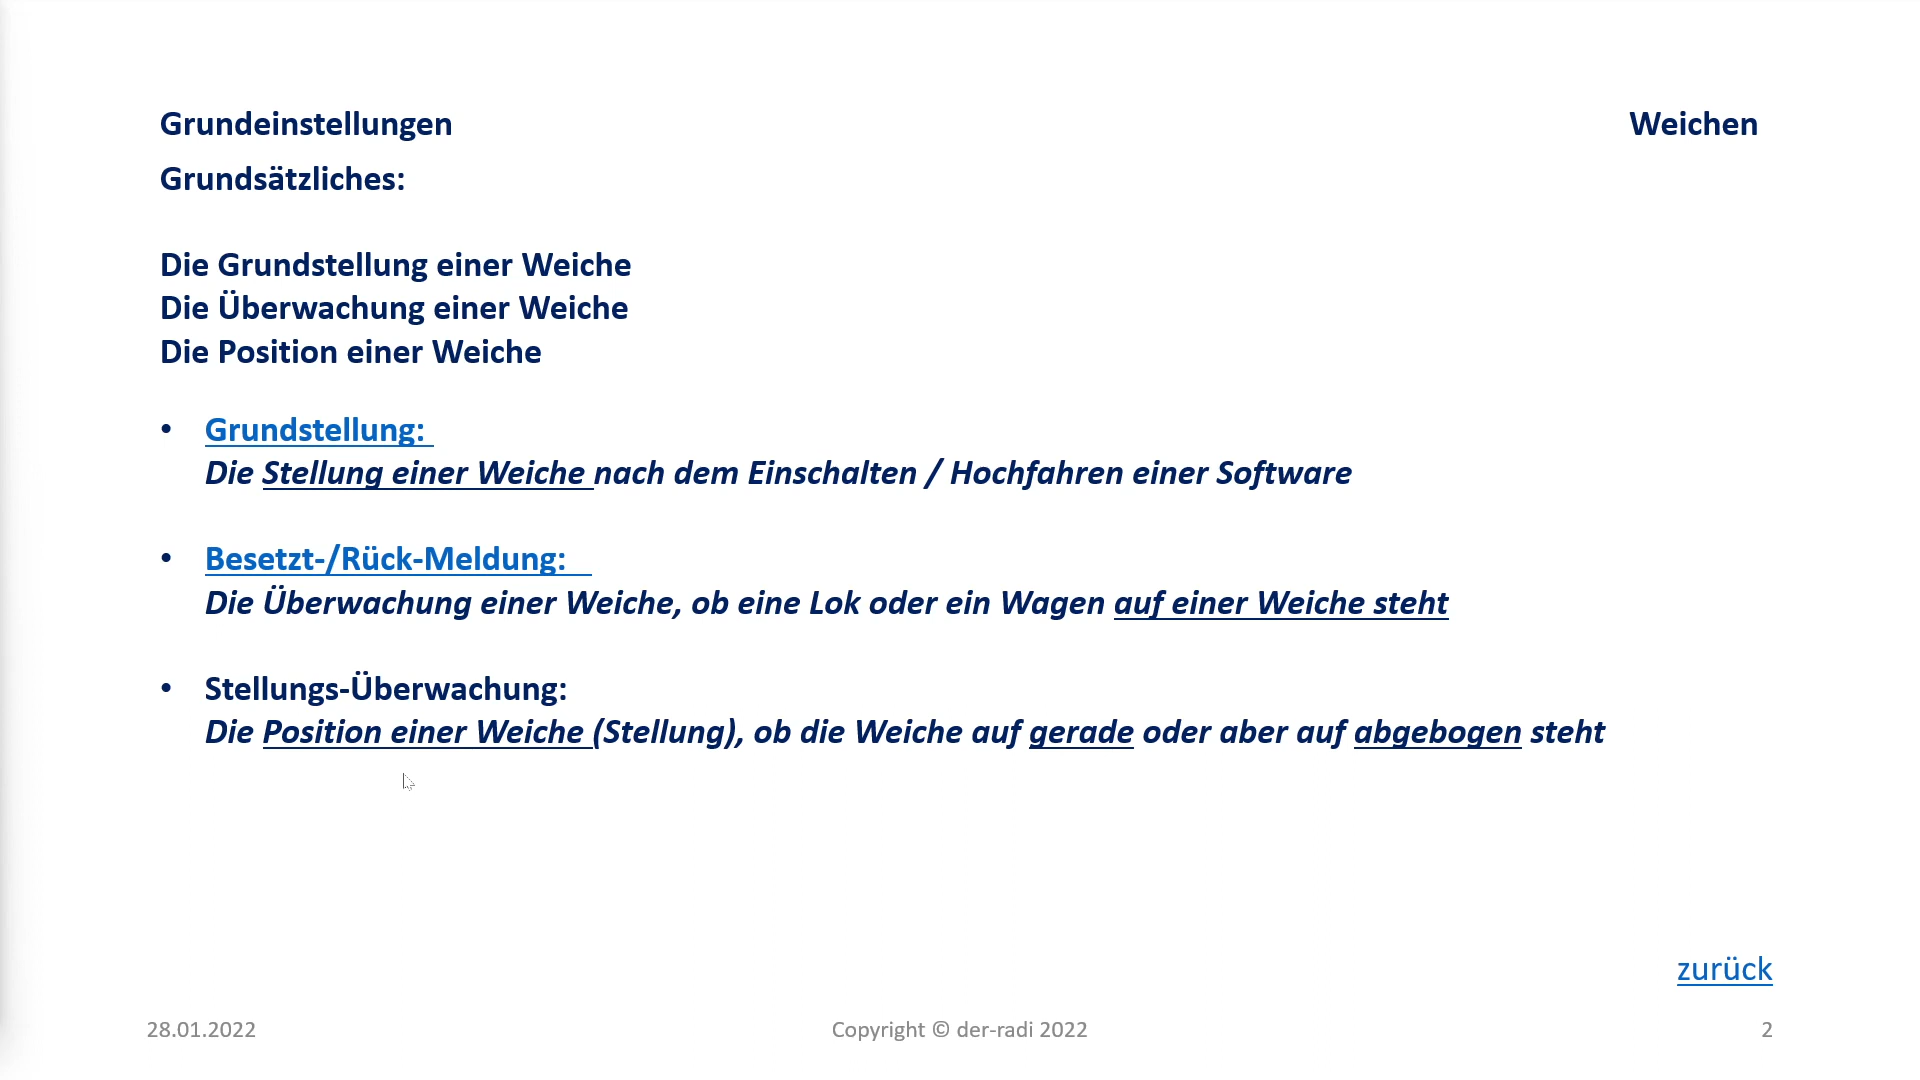 Grundeinstellungen
Weichen
Grundsätzliches:
Die Grundstellung einer Weiche
Die Überwachung einer Weiche
Die Position einer Weiche
• Grundstellung:
Die Stellung einer Weiche nach dem Einschalten / Hochfahren einer Software
• Besetzt-/Rück-Meldung:
Die Überwachung einer Weiche, ob eine Lok oder ein Wagen auf einer Weiche steht
• Stellungs-Überwachung:
Die Position einer Weiche (Stellung), ob die Weiche auf gerade oder aber auf abgebogen steht
zurück
28.01.2022
Copyright © der-radi 2022
2